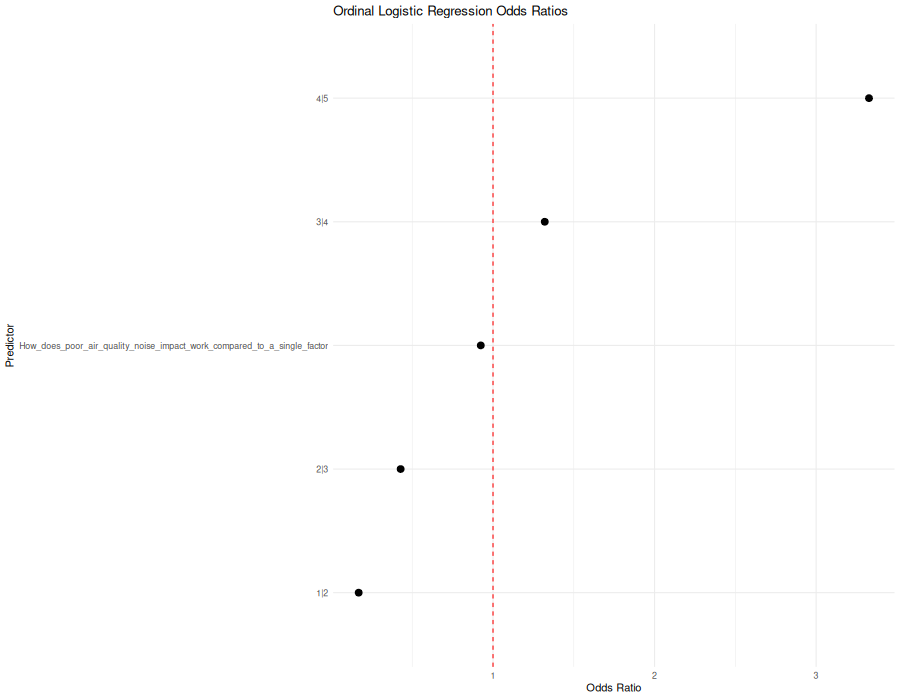 Ordinal Logistic Regression Odds Ratios
4|5
3|4
How_does_poor_air_quality_noise_impact_work_compared_to_a_single_factor
2|3
1|2
Predictor
1 2 3
Odds Ratio